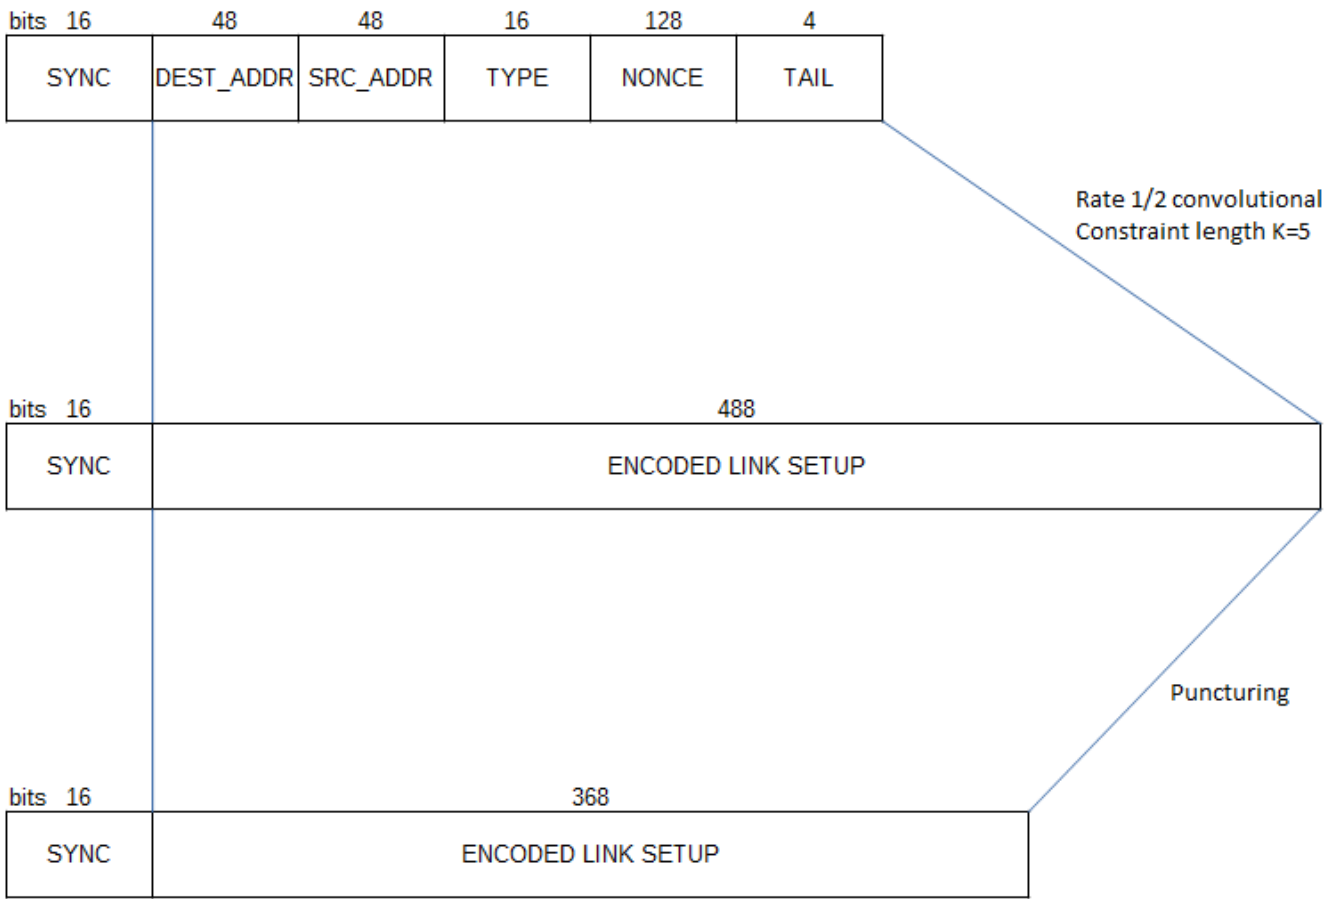 bits 16 48 48 16 128 4
SYNC DEST_ADDR SRC_ADDR TYPE NONCE TAIL
Rate 1/2 convolutional
Constraint length K=5
bits 16 488
SYNC ENCODED LINK SETUP
Puncturing
bits 16 368
SYNC ENCODED LINK SETUP